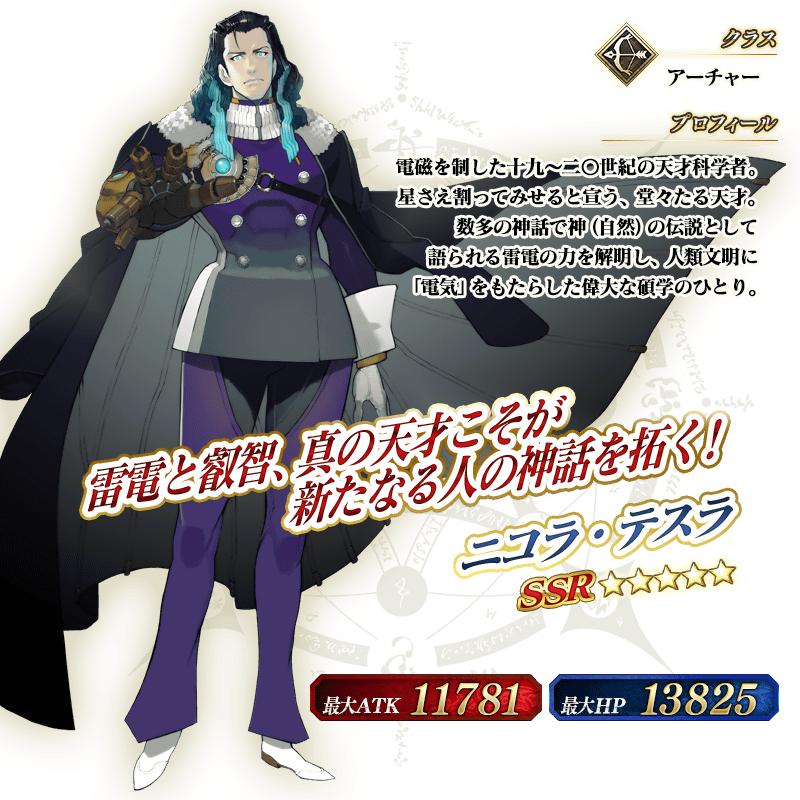 クラス
アーチャー
プロフィール
電磁を制した十九～二〇世紀の天才科学者。
星さえ割ってみせると宣う、堂々たる天才。
数多の神話で神（自然）の伝説として
語られる雷電の力を解明し、人類文明に
「電気」をもたらした偉大な碩学のひとり。
雷電と叡智、真の天才こそが
新たなる人の神話を拓く！
ニコラ・テスラ
SSR ☆☆☆☆☆
最大ATK 11781
最大HP 13825